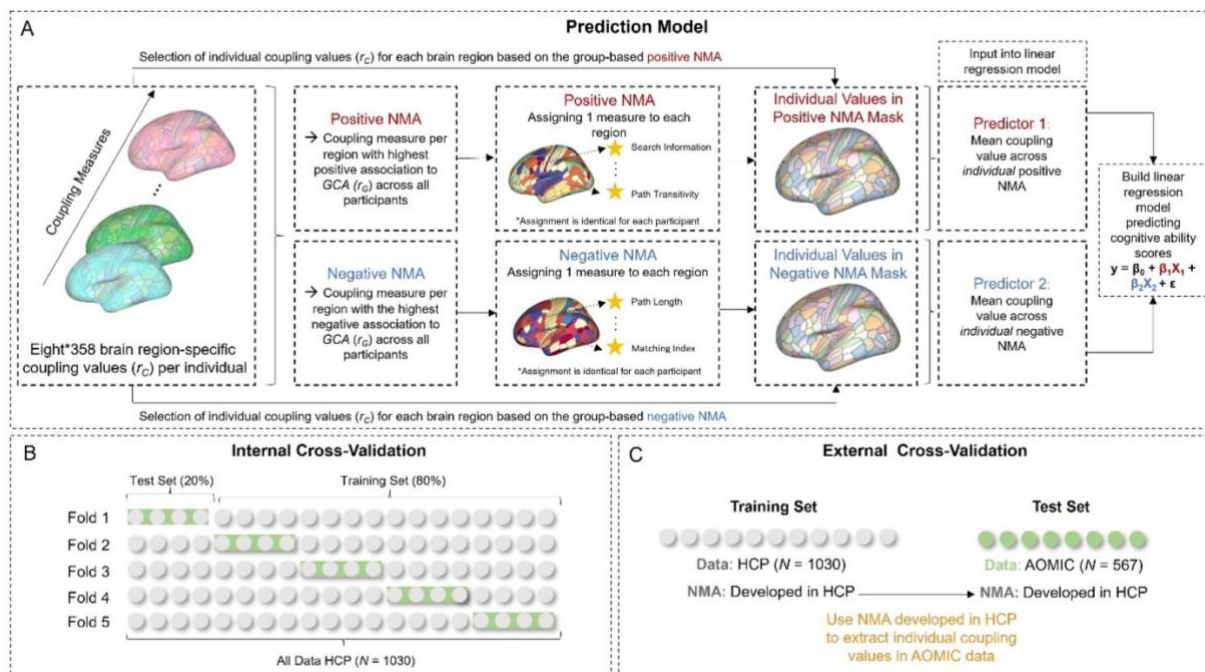 A
Prediction Model
Selection of individual coupling values (rC) for each brain region based on the group-based positive NMA
Input into linear
regression model
Coupling Measures
...
Eight*358 brain region-specific
coupling values (rC) per individual
Positive NMA
→ Coupling measure per
region with highest
positive association to
GCA (rG) across all
participants
Positive NMA
Assigning 1 measure to each
region
Search Information
Path Transitivity
*Assignment is identical for each participant
Individual Values in
Positive NMA Mask
Predictor 1:
Mean coupling
value across
individual positive
NMA
Negative NMA
→ Coupling measure per
region with the highest
negative association to
GCA (rG) across all
participants
Negative NMA
Assigning 1 measure to each region
Path Length
Matching Index
*Assignment is identical for each participant
Individual Values in
Negative NMA Mask
Predictor 2:
Mean coupling
value across
individual negative
NMA
Build linear
regression
model
predicting
cognitive ability
scores
y = β0 + β1X1 +
β2X2 + ε
Selection of individual coupling values (rC) for each brain region based on the group-based negative NMA
B
Internal Cross-Validation
Test Set (20%)
Training Set (80%)
Fold 1
Fold 2
Fold 3
Fold 4
Fold 5
All Data HCP (N = 1030)
C
External Cross-Validation
Training Set
Test Set
Data: HCP (N = 1030)
Data: AOMIC (N = 567)
NMA: Developed in HCP
NMA: Developed in HCP
Use NMA developed in HCP
to extract individual coupling
values in AOMIC data